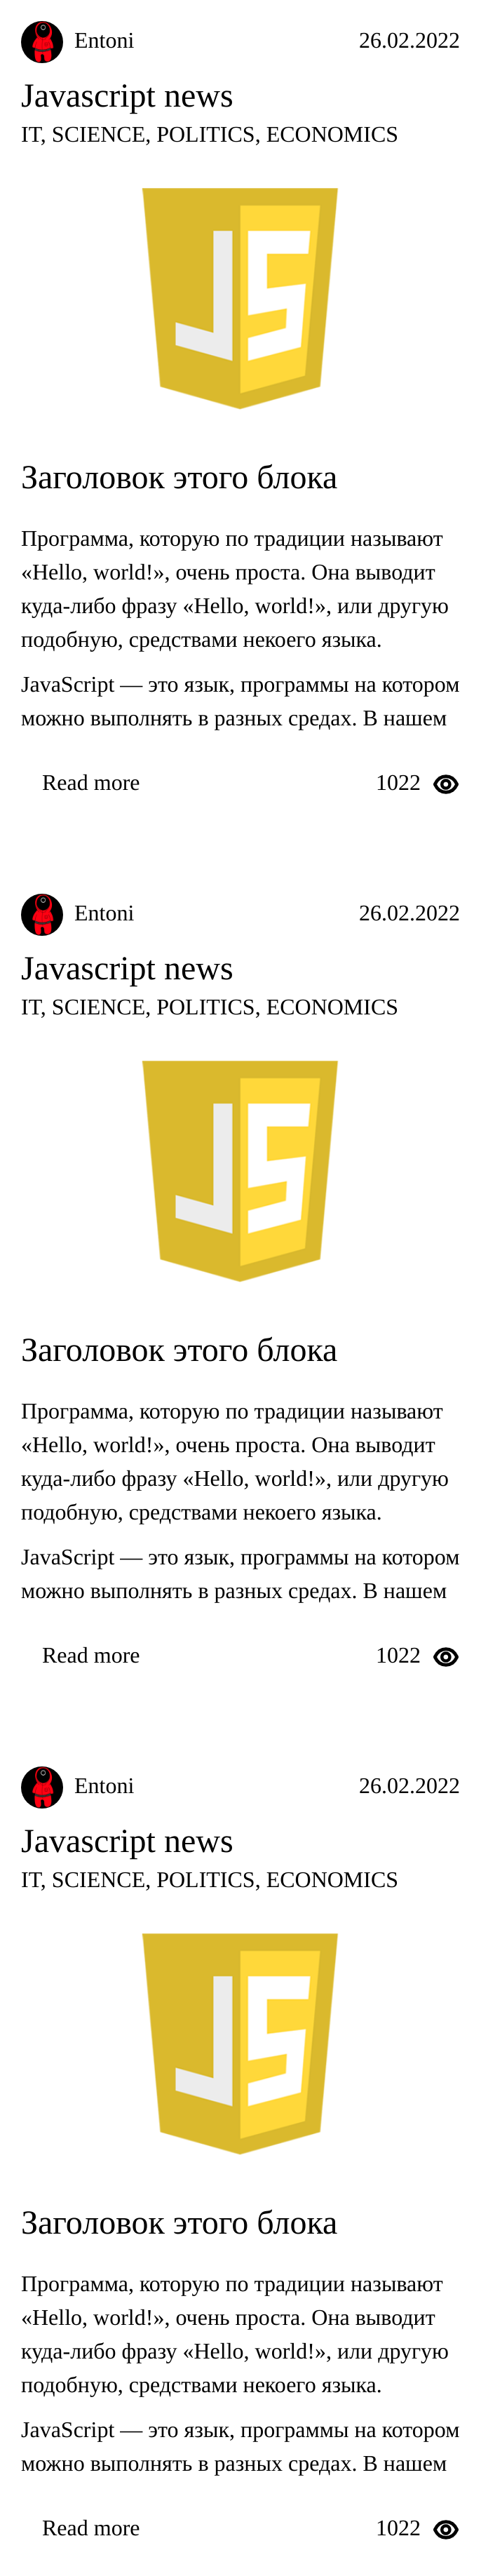 Entoni 26.02.2022
Javascript news
IT, SCIENCE, POLITICS, ECONOMICS
JS
Заголовок этого блока
Программа, которую по традиции называют
«Hello, world!», очень проста. Она выводит
куда-либо фразу «Hello, world!», или другую
подобную, средствами некоего языка.
JavaScript — это язык, программы на котором
можно выполнять в разных средах. В нашем
Read more 1022
Entoni 26.02.2022
Javascript news
IT, SCIENCE, POLITICS, ECONOMICS
JS
Заголовок этого блока
Программа, которую по традиции называют
«Hello, world!», очень проста. Она выводит
куда-либо фразу «Hello, world!», или другую
подобную, средствами некоего языка.
JavaScript — это язык, программы на котором
можно выполнять в разных средах. В нашем
Read more 1022
Entoni 26.02.2022
Javascript news
IT, SCIENCE, POLITICS, ECONOMICS
JS
Заголовок этого блока
Программа, которую по традиции называют
«Hello, world!», очень проста. Она выводит
куда-либо фразу «Hello, world!», или другую
подобную, средствами некоего языка.
JavaScript — это язык, программы на котором
можно выполнять в разных средах. В нашем
Read more 1022